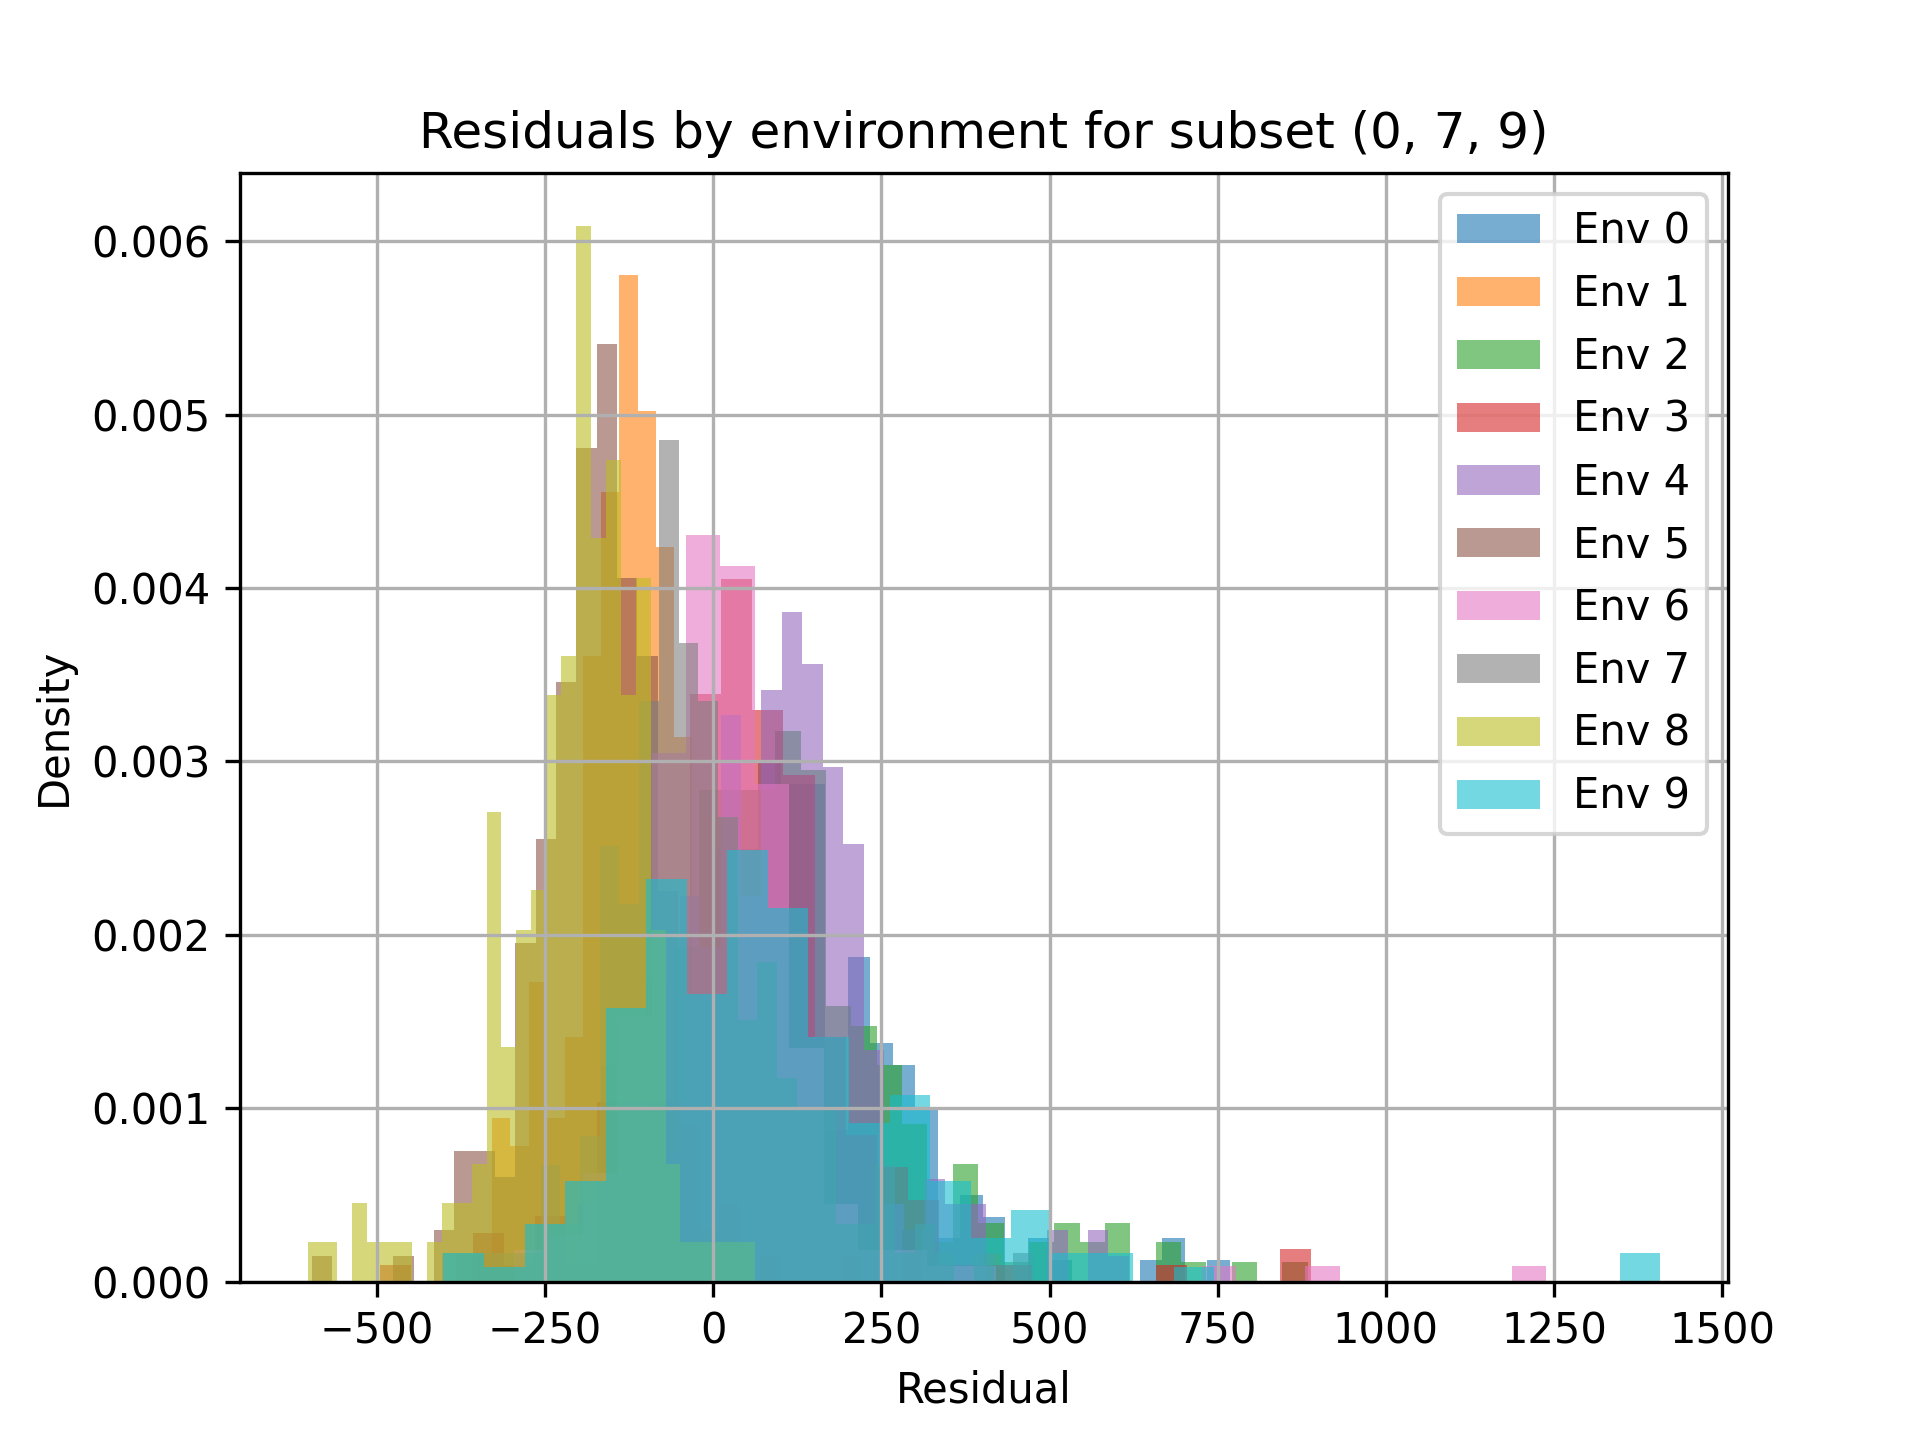 Residuals by environment for subset (0, 7, 9)
Env 0
Env 1
Env 2
Env 3
Env 4
Env 5
Env 6
Env 7
Env 8
Env 9
Density
0.006
0.005
0.004
0.003
0.002
0.001
0.000
−500 −250 0 250 500 750 1000 1250 1500
Residual